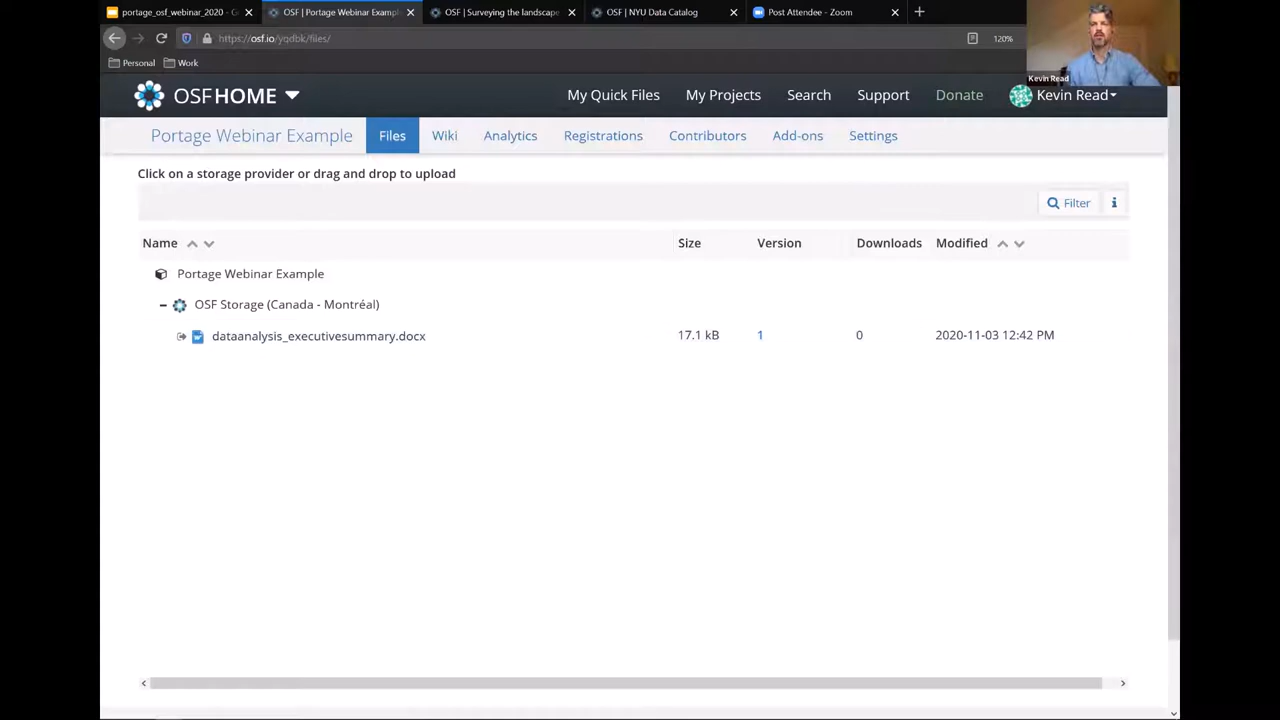 portage_osf_webinar_2020 - G
OSF | Portage Webinar Example
OSF | Surveying the landscape
OSF | NYU Data Catalog
Post Attendee - Zoom
https://osf.io/yqdbk/files/
120%
Personal
Work
Kevin Read
OSFHOME
My Quick Files
My Projects
Search
Support
Donate
Kevin Read
Portage Webinar Example
Files
Wiki
Analytics
Registrations
Contributors
Add-ons
Settings
Click on a storage provider or drag and drop to upload
Filter
Name
Size
Version
Downloads
Modified
Portage Webinar Example
OSF Storage (Canada - Montréal)
dataanalysis_executivesummary.docx
17.1 kB
1
0
2020-11-03 12:42 PM